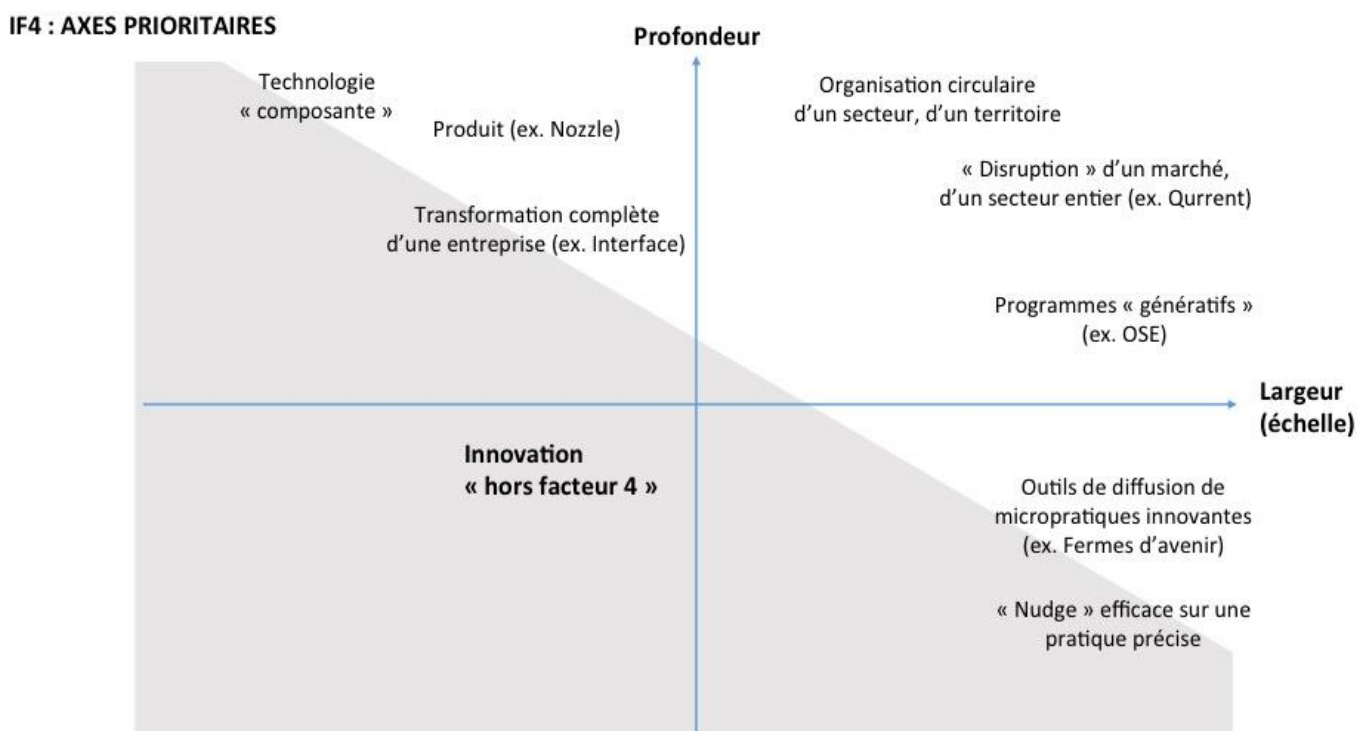 IF4 : AXES PRIORITAIRES
Profondeur
Technologie
« composante »
Produit (ex. Nozzle)
Transformation complète
d’une entreprise (ex. Interface)
Organisation circulaire
d’un secteur, d’un territoire
« Disruption » d’un marché,
d’un secteur entier (ex. Qurrent)
Programmes « génératifs »
(ex. OSE)
Largeur
(échelle)
Innovation
« hors facteur 4 »
Outils de diffusion de
micropratiques innovantes
(ex. Fermes d’avenir)
« Nudge » efficace sur une
pratique précise